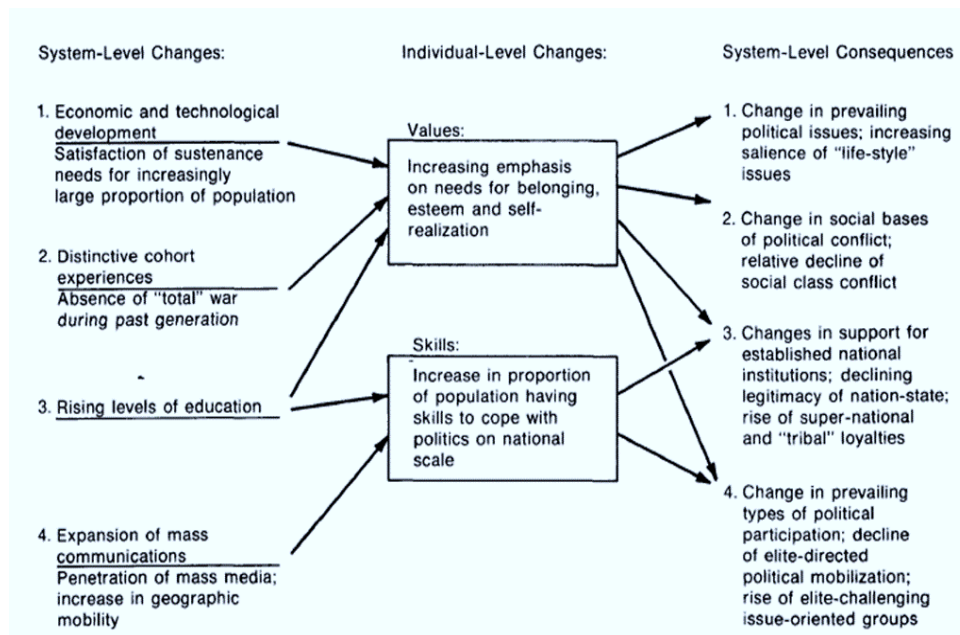 System-Level Changes:
1. Economic and technological
development
Satisfaction of sustenance
needs for increasingly
large proportion of population
2. Distinctive cohort
experiences
Absence of "total" war
during past generation
3. Rising levels of education
4. Expansion of mass
communications
Penetration of mass media;
increase in geographic
mobility
Individual-Level Changes:
Values:
Increasing emphasis
on needs for belonging,
esteem and self-
realization
Skills:
Increase in proportion
of population having
skills to cope with
politics on national
scale
System-Level Consequences
1. Change in prevailing
political issues; increasing
salience of "life-style"
issues
2. Change in social bases
of political conflict;
relative decline of
social class conflict
3. Changes in support for
established national
institutions; declining
legitimacy of nation-state;
rise of super-national
and "tribal" loyalties
4. Change in prevailing
types of political
participation; decline
of elite-directed
political mobilization;
rise of elite-challenging
issue-oriented groups